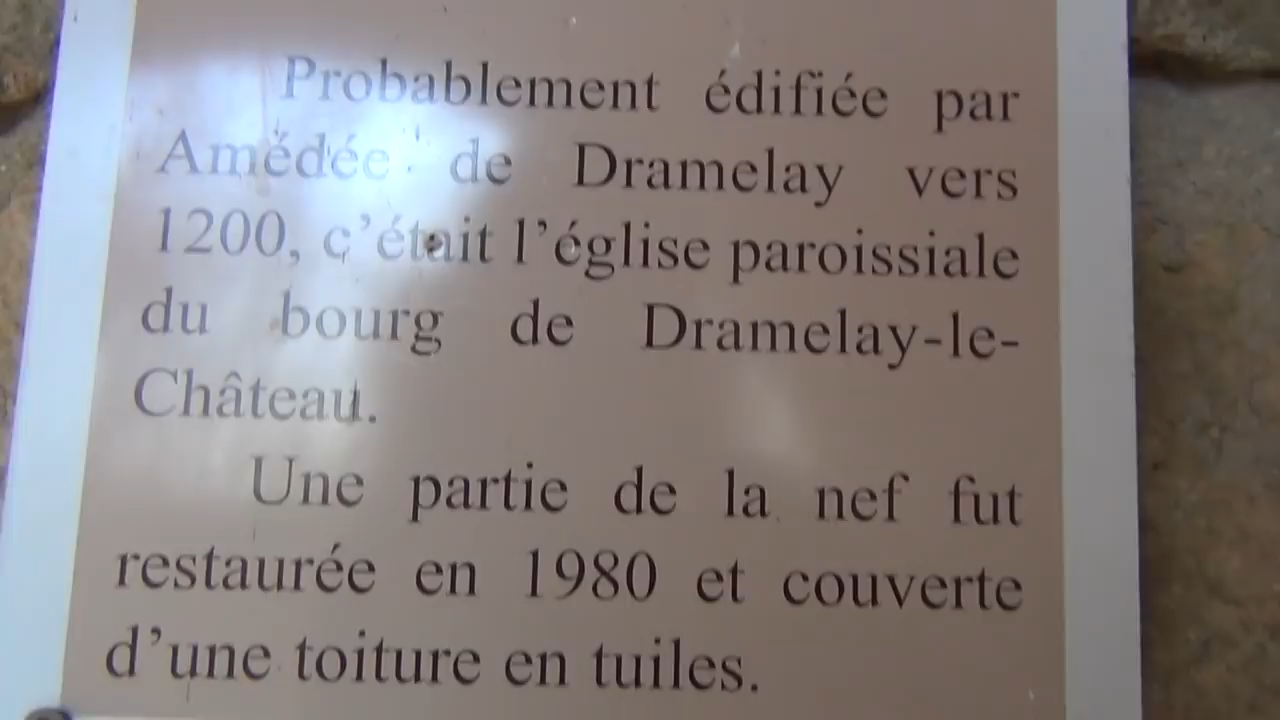 Probablement édifiée par
Amédée de Dramelay vers
1200, c'était l'église paroissiale
du bourg de Dramelay-le-
Château.
Une partie de la nef fut
restaurée en 1980 et couverte
d'une toiture en tuiles.